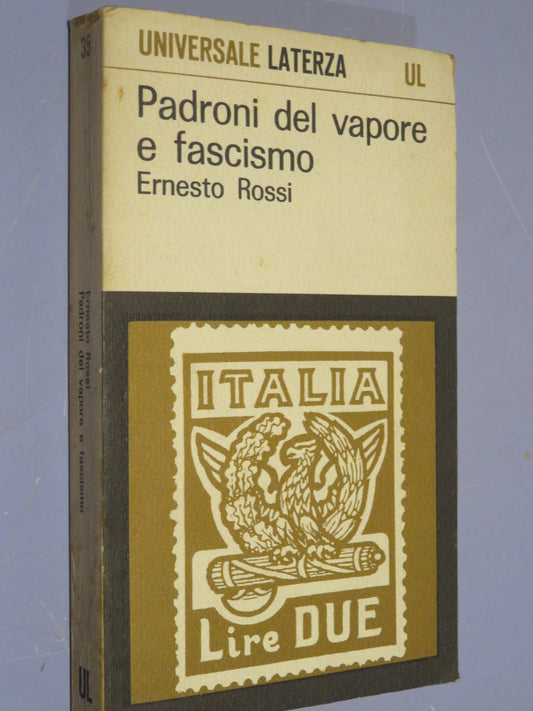 UNIVERSALE LATERZA UL
Padroni del vapore
e fascismo
Ernesto Rossi
ITALIA
Lire DUE
Ernesto Rossi
Padroni del vapore e fascismo
UL